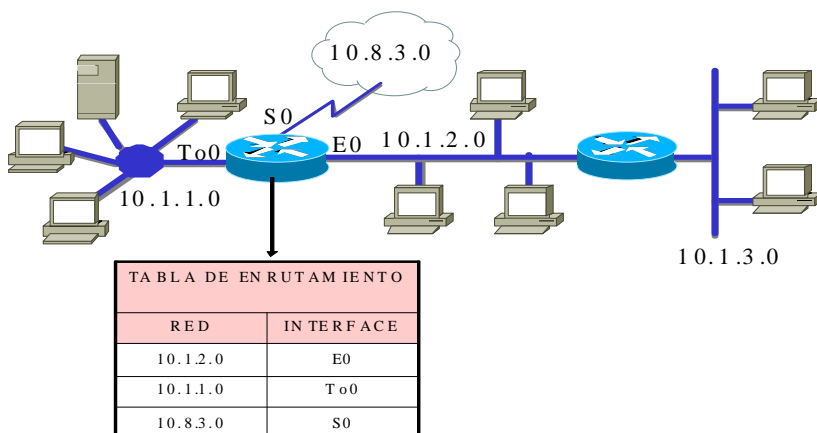 10.8.3.0
S0
To0
E0
10.1.2.0
10.1.1.0
10.1.3.0
TABLA DE ENRUTAMIENTO
RED INTERFACE
10.1.2.0 E0
10.1.1.0 To0
10.8.3.0 S0